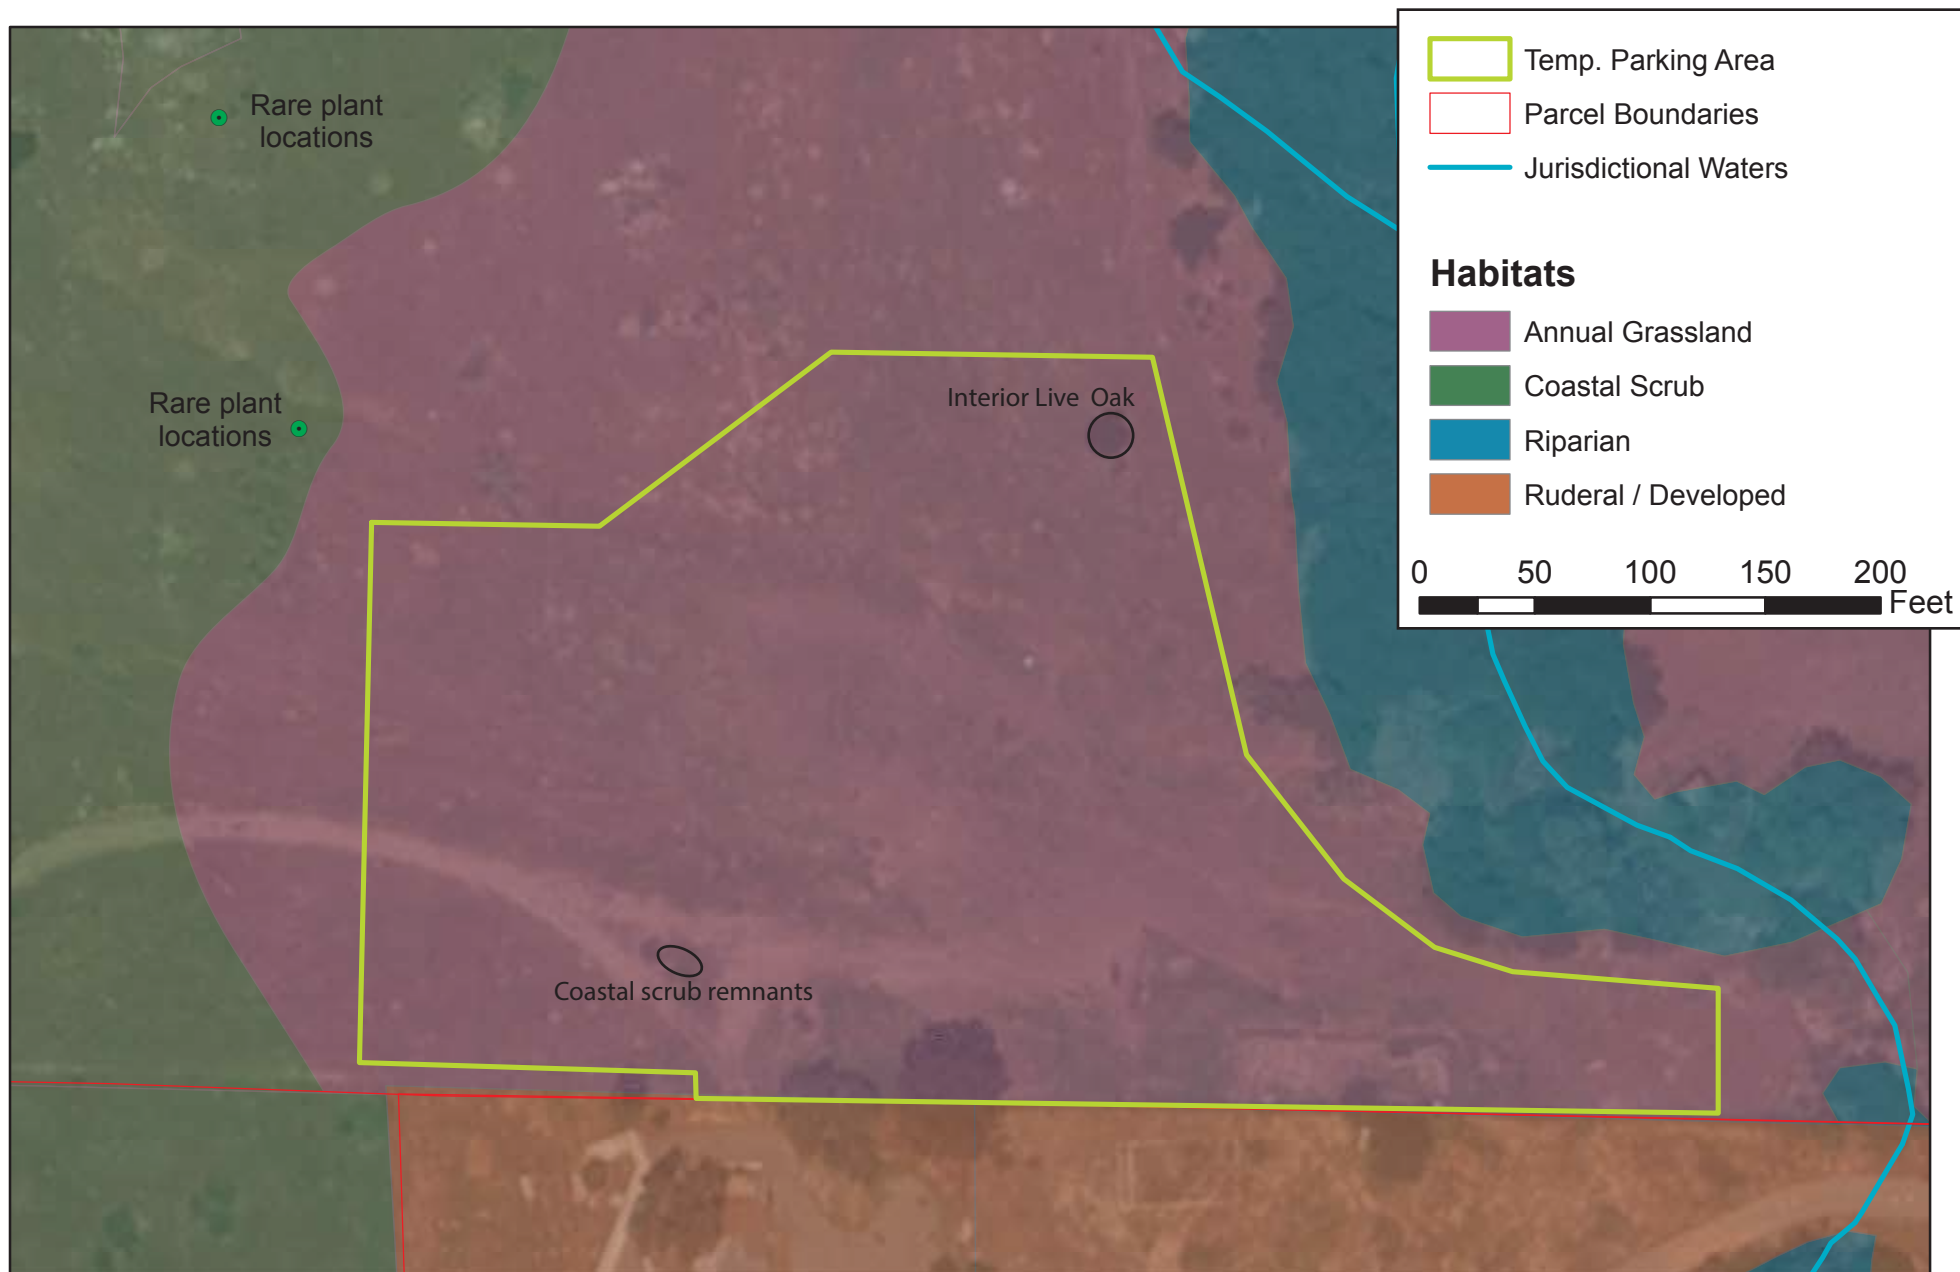 Rare plant
locations
Rare plant
locations
Interior Live Oak
Coastal scrub remnants
Temp. Parking Area
Parcel Boundaries
Jurisdictional Waters
Habitats
Annual Grassland
Coastal Scrub
Riparian
Ruderal / Developed
0 50 100 150 200
Feet